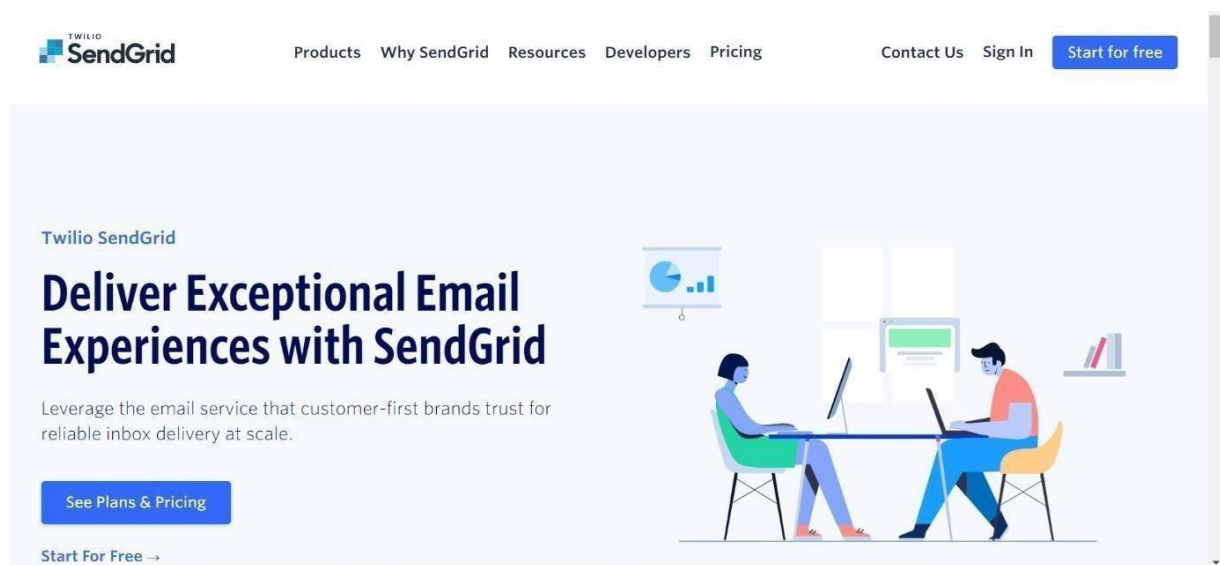 TWILIO
SendGrid
Products Why SendGrid Resources Developers Pricing Contact Us Sign In Start for free
Twilio SendGrid
Deliver Exceptional Email
Experiences with SendGrid
Leverage the email service that customer-first brands trust for
reliable inbox delivery at scale.
See Plans & Pricing
Start For Free →